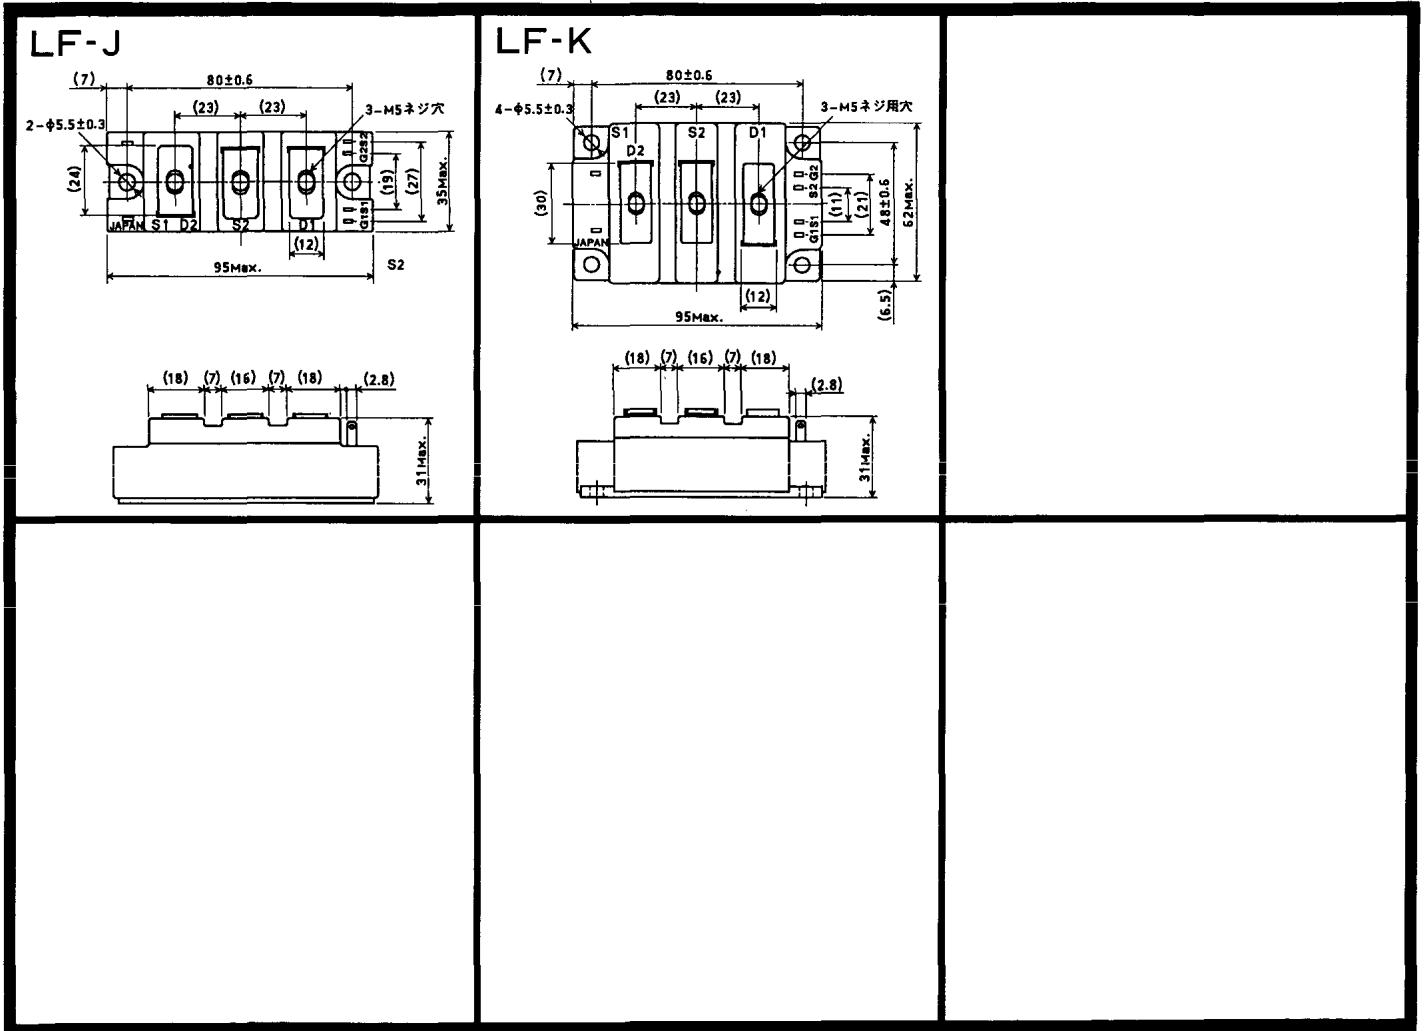 LF-J
(7)
80±0.6
(23)
(23)
3-M5ネジ穴
2-φ5.5±0.3
G2S2
(24)
(19)
(27)
35Max.
G1S1
JAPAN
S1 D2
S2
D1
(12)
95Max.
S2
(18)
(7)
(16)
(7)
(18)
(2.8)
31Max.
LF-K
(7)
80±0.6
(23)
(23)
4-φ5.5±0.3
3-M5ネジ用穴
S1
S2
D1
D2
S2 G2
(30)
(11)
(21)
48±0.6
62Max.
G1S1
JAPAN
(12)
(6.5)
95Max.
(18)
(7)
(16)
(7)
(18)
(2.8)
31Max.